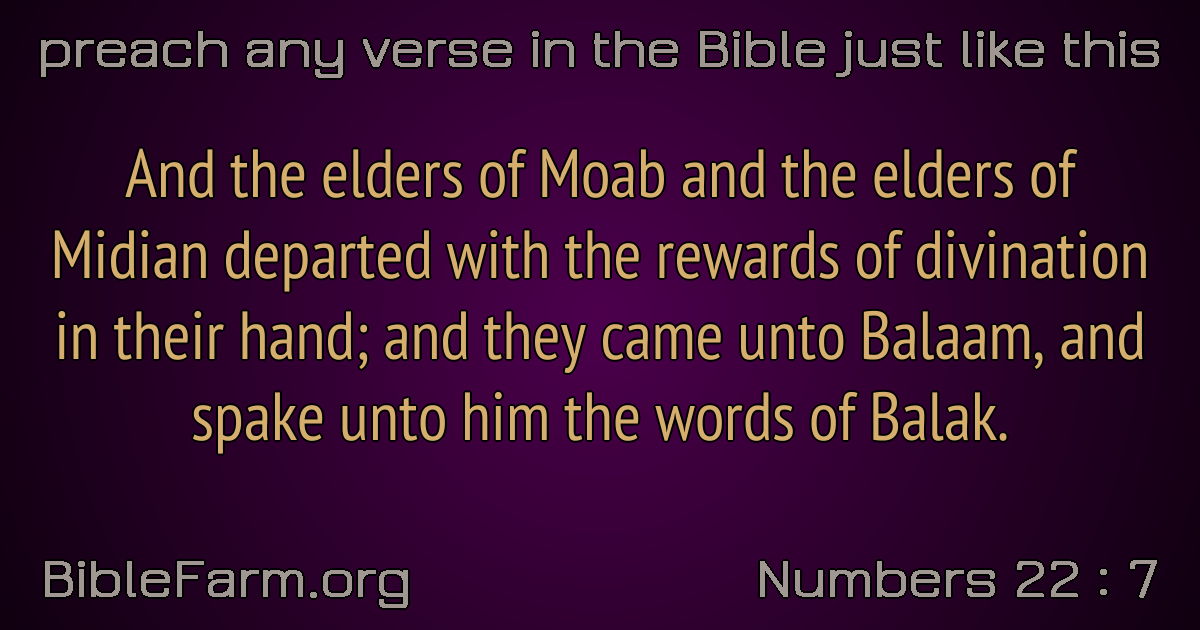 preach any verse in the Bible just like this
And the elders of Moab and the elders of
Midian departed with the rewards of divination
in their hand; and they came unto Balaam, and
spake unto him the words of Balak.
BibleFarm.org
Numbers 22 : 7